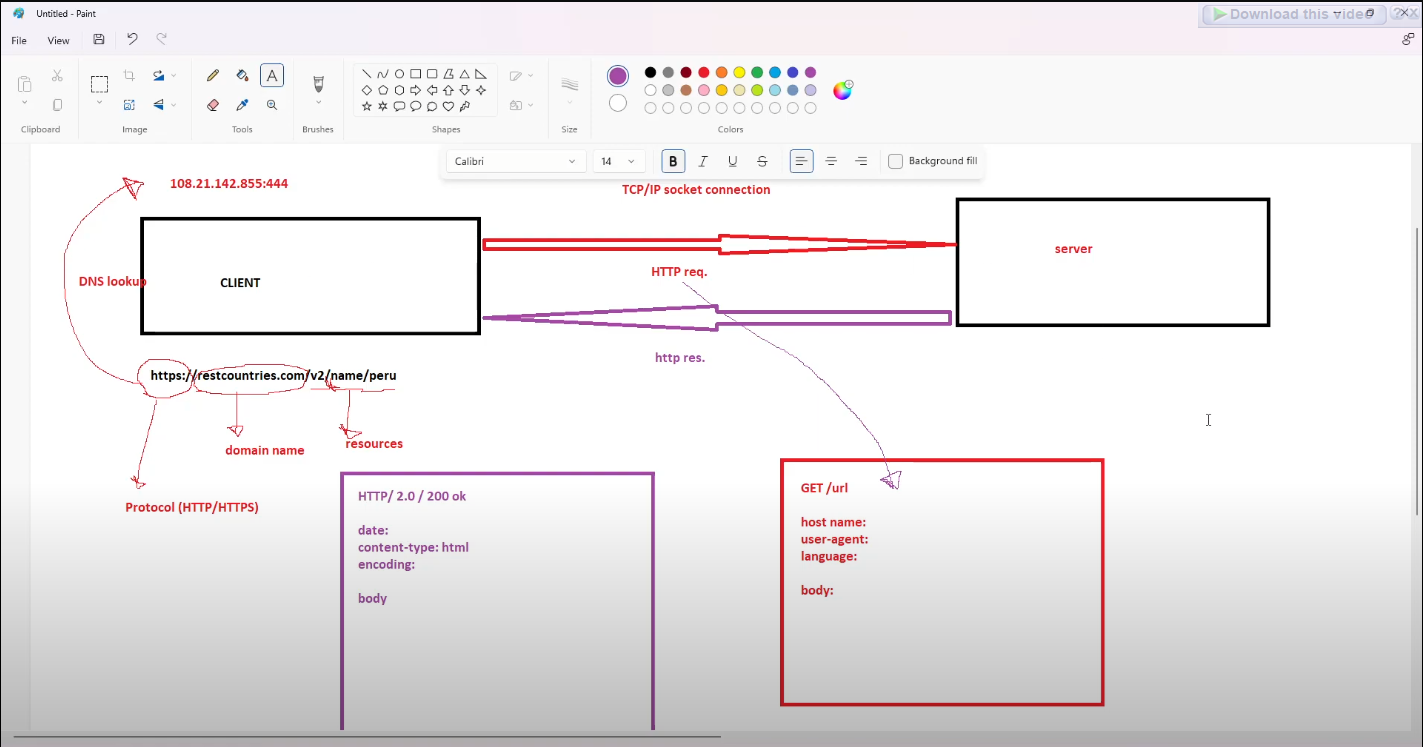 Untitled - Paint
Download this video
File
View
Clipboard
Image
Tools
Brushes
Shapes
Size
Colors
Calibri
14
B
I
U
S
Background fill
108.21.142.855:444
TCP/IP socket connection
DNS lookup
CLIENT
server
HTTP req.
http res.
https://restcountries.com/v2/name/peru
domain name
resources
Protocol (HTTP/HTTPS)
HTTP/ 2.0 / 200 ok
date:
content-type: html
encoding:
body
GET /url
host name:
user-agent:
language:
body: